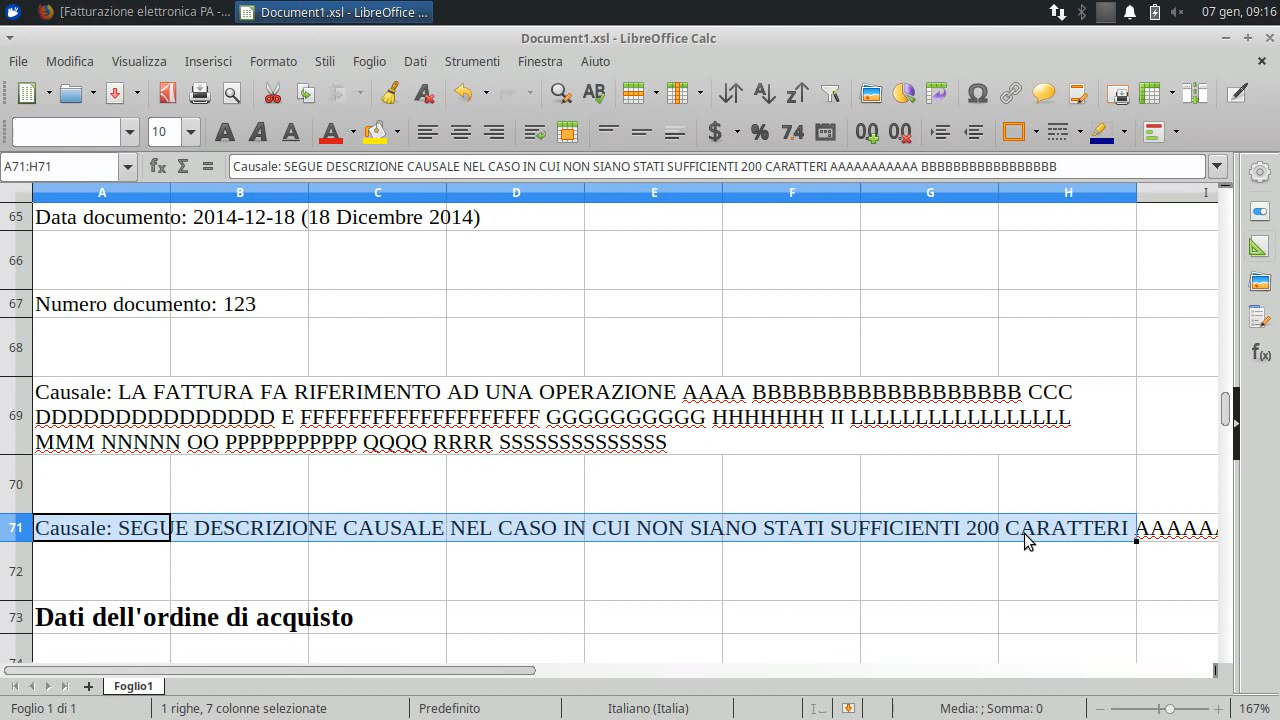 [Fatturazione elettronica PA -...
Document1.xsl - LibreOffice ...
07 gen, 09:16
Document1.xsl - LibreOffice Calc
File Modifica Visualizza Inserisci Formato Stili Foglio Dati Strumenti Finestra Aiuto
10
A71:H71
Causale: SEGUE DESCRIZIONE CAUSALE NEL CASO IN CUI NON SIANO STATI SUFFICIENTI 200 CARATTERI AAAAAAAAAAA BBBBBBBBBBBBBBBBB
A B C D E F G H I
65 Data documento: 2014-12-18 (18 Dicembre 2014)
66
67 Numero documento: 123
68
Causale: LA FATTURA FA RIFERIMENTO AD UNA OPERAZIONE AAAA BBBBBBBBBBBBBBBBBB CCC
69 DDDDDDDDDDDDDDD E FFFFFFFFFFFFFFFFFFFF GGGGGGGGGG HHHHHHH II LLLLLLLLLLLLLLLLL
MMM NNNNN OO PPPPPPPPPPP QQQQ RRRR SSSSSSSSSSSSSS
70
71 Causale: SEGUE DESCRIZIONE CAUSALE NEL CASO IN CUI NON SIANO STATI SUFFICIENTI 200 CARATTERI AAAAAA
72
73 Dati dell'ordine di acquisto
74
Foglio1
Foglio 1 di 1 1 righe, 7 colonne selezionate Predefinito Italiano (Italia) Media: ; Somma: 0 167%